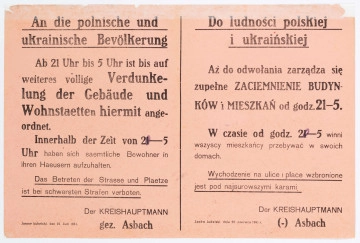 An die polnische und
ukrainische Bevölkerung
Ab 21 Uhr bis 5 Uhr ist bis auf
weiteres völlige Verdunke-
lung der Gebäude und
Wohnstaetten hiermit ange-
ordnet.
Innerhalb der Zeit von 21–5
Uhr haben sich saemtliche Bewohner in
ihren Haeusern aufzuhalten.
Das Betreten der Strasse und Plaetze
ist bei schwersten Strafen verboten.
Der KREISHAUPTMANN
gez. Asbach
Do ludności polskiej
i ukraińskiej
Aż do odwołania zarządza się
zupełne ZACIEMNIENIE BUDYN-
KÓW i MIESZKAŃ od godz. 21–5.
W czasie od godz. 21–5 winni
wszyscy mieszkańcy przebywać w swoich
domach.
Wychodzenie na ulice i place wzbronione
jest pod najsurowszymi karami.
Der KREISHAUPTMANN
(-) Asbach